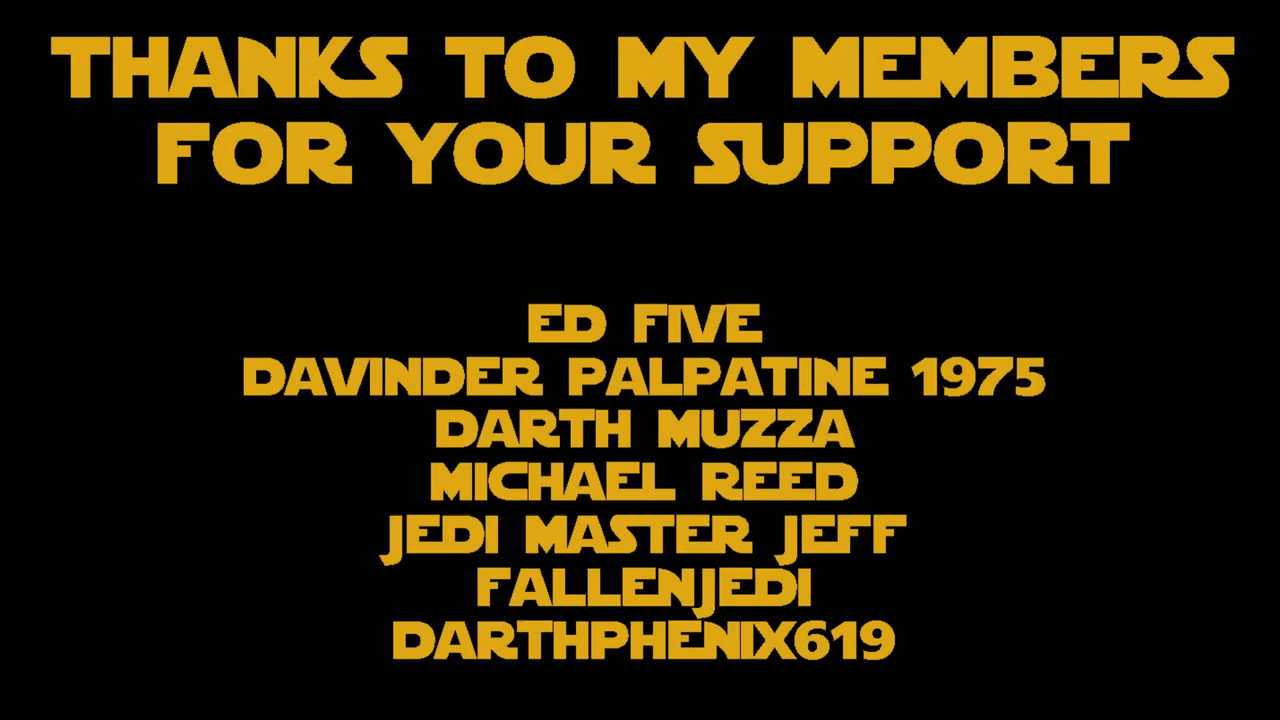 THANKS TO MY MEMBERS
FOR YOUR SUPPORT
ED FIVE
DAVINDER PALPATINE 1975
DARTH MUZZA
MICHAEL REED
JEDI MASTER JEFF
FALLENJEDI
DARTHPHENIX619